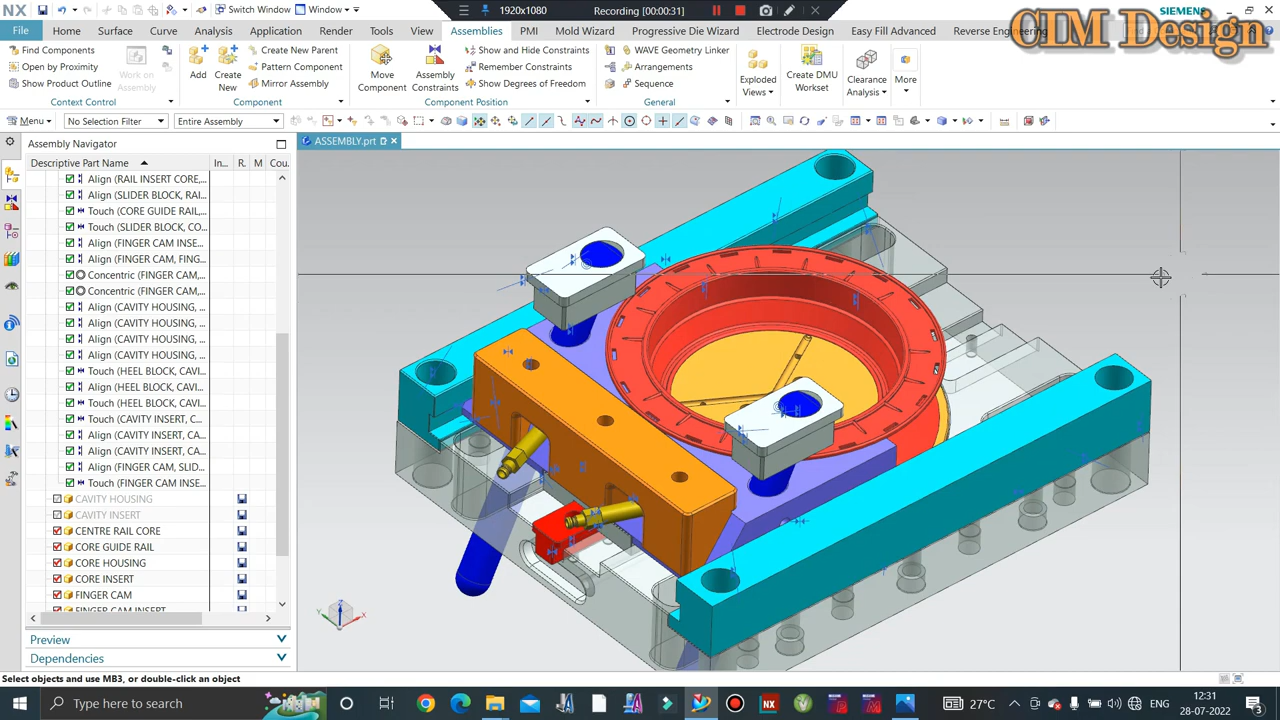 NX
Switch Window
Window
1920x1080
Recording [00:00:31]
SIEMENS
CIM Design
File
Home
Surface
Curve
Analysis
Application
Render
Tools
View
Assemblies
PMI
Mold Wizard
Progressive Die Wizard
Electrode Design
Easy Fill Advanced
Reverse Engineering
Find Components
Open by Proximity
Show Product Outline
Work on Assembly
Context Control
Add
Create New
Create New Parent
Pattern Component
Mirror Assembly
Component
Move Component
Assembly Constraints
Show and Hide Constraints
Remember Constraints
Show Degrees of Freedom
Component Position
WAVE Geometry Linker
Arrangements
Sequence
General
Exploded Views
Create DMU Workset
Clearance Analysis
More
Menu
No Selection Filter
Entire Assembly
Assembly Navigator
ASSEMBLY.prt
Descriptive Part Name
In...
R.
M
Cou.
Align (RAIL INSERT CORE,...
Align (SLIDER BLOCK, RAI...
Touch (CORE GUIDE RAIL,...
Touch (SLIDER BLOCK, CO...
Align (FINGER CAM INSE...
Align (FINGER CAM, FING...
Concentric (FINGER CAM,...
Concentric (FINGER CAM,...
Align (CAVITY HOUSING, ...
Align (CAVITY HOUSING, ...
Align (CAVITY HOUSING, ...
Align (CAVITY HOUSING, ...
Touch (HEEL BLOCK, CAVI...
Align (HEEL BLOCK, CAVI...
Touch (HEEL BLOCK, CAVI...
Touch (CAVITY INSERT, C...
Align (CAVITY INSERT, CA...
Align (CAVITY INSERT, CA...
Align (FINGER CAM, SLID...
Touch (FINGER CAM INSE...
CAVITY HOUSING
CAVITY INSERT
CENTRE RAIL CORE
CORE GUIDE RAIL
CORE HOUSING
CORE INSERT
FINGER CAM
FINGER CAM INSERT
Preview
Dependencies
Z
Y
X
Select objects and use MB3, or double-click an object
Type here to search
NX
27°C
ENG
12:31
28-07-2022
3